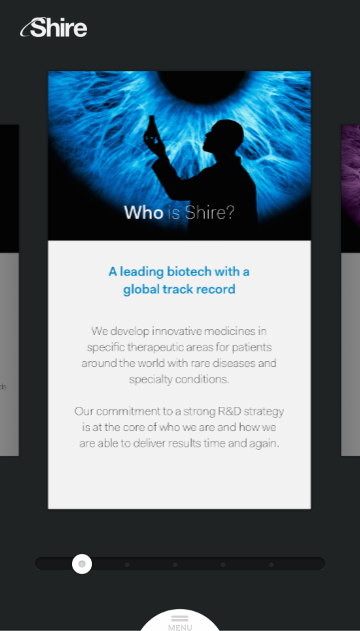 Shire
Who is Shire?
A leading biotech with a
global track record
We develop innovative medicines in
specific therapeutic areas for patients
around the world with rare diseases and
specialty conditions.
Our commitment to a strong R&D strategy
is at the core of who we are and how we
are able to deliver results time and again.
MENU